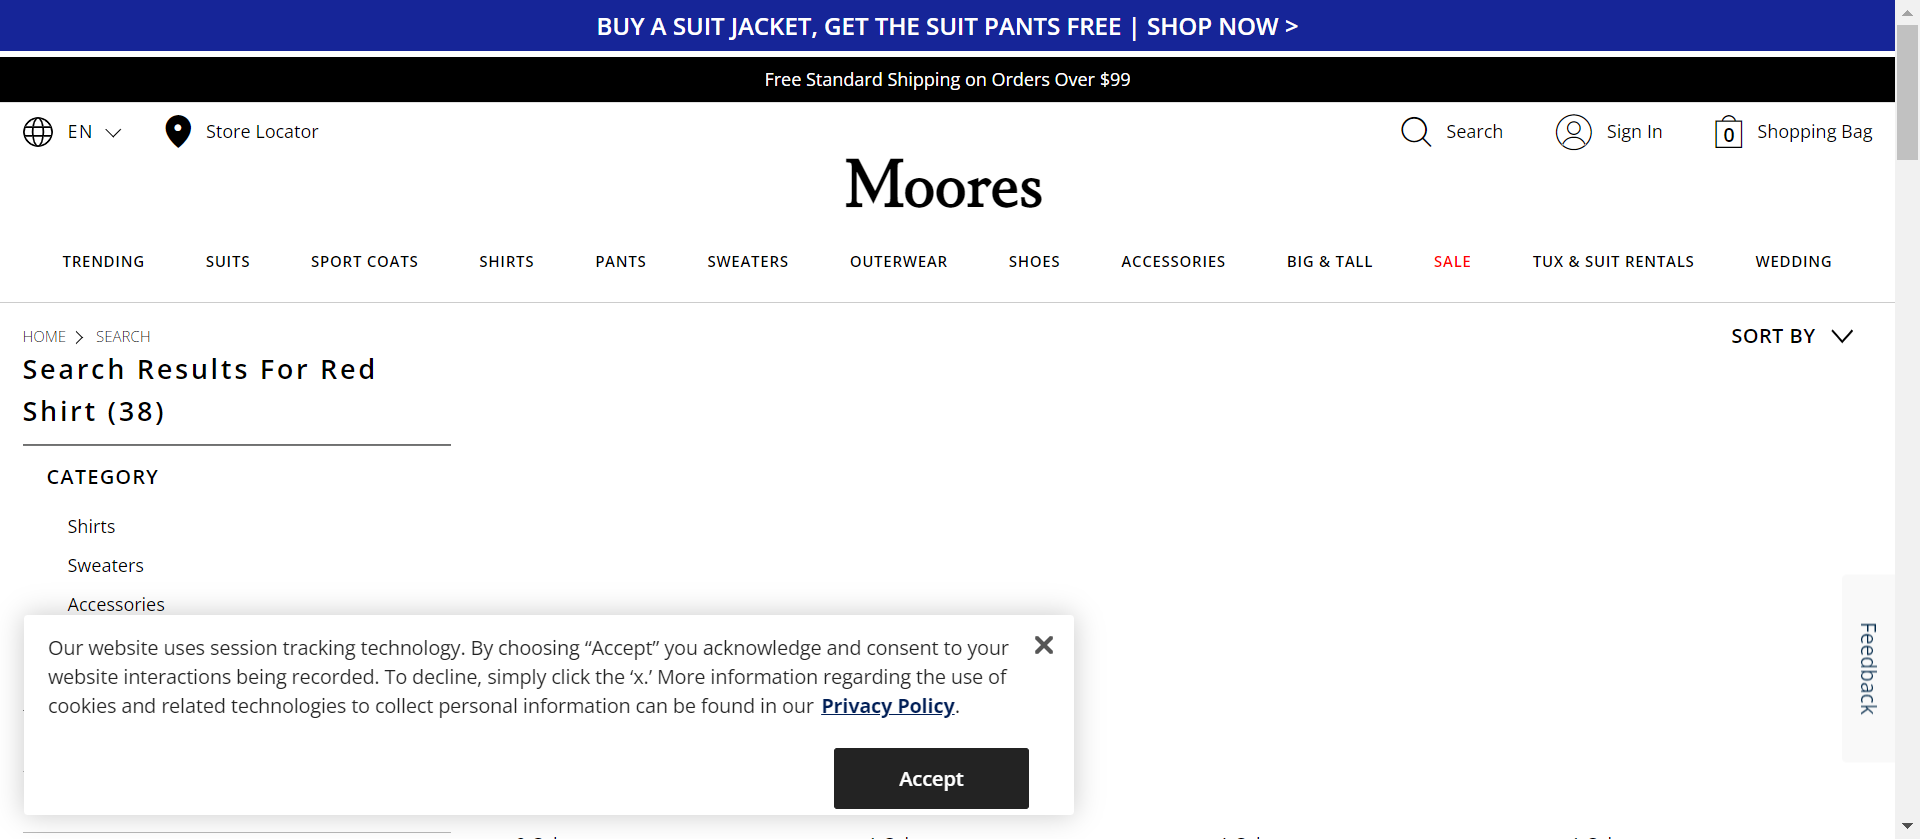 BUY A SUIT JACKET, GET THE SUIT PANTS FREE | SHOP NOW >
Free Standard Shipping on Orders Over $99
EN
Store Locator
Search
Sign In
0
Shopping Bag
Moores
TRENDING
SUITS
SPORT COATS
SHIRTS
PANTS
SWEATERS
OUTERWEAR
SHOES
ACCESSORIES
BIG & TALL
SALE
TUX & SUIT RENTALS
WEDDING
HOME
SEARCH
SORT BY
Search Results For Red
Shirt (38)
CATEGORY
Shirts
Sweaters
Accessories
Our website uses session tracking technology. By choosing “Accept” you acknowledge and consent to your
website interactions being recorded. To decline, simply click the ‘x.’ More information regarding the use of
cookies and related technologies to collect personal information can be found in our Privacy Policy.
Accept
Feedback